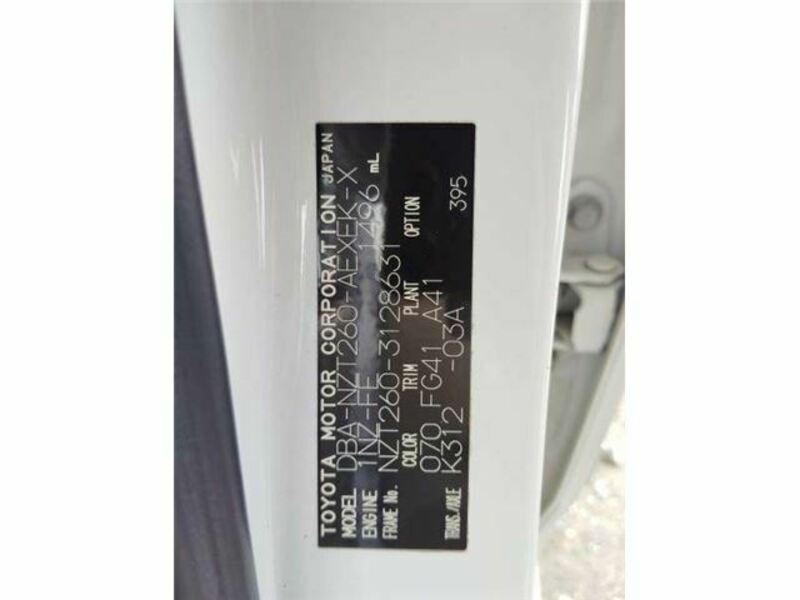 TOYOTA MOTOR CORPORATION JAPAN
MODEL DBA-NZT260-AEXEK-X
ENGINE 1NZ-FE 1496 mL
FRAME No. NZT260-3128631
COLOR TRIM PLANT OPTION
070 FG41 A41
TRANS./AXLE K312 -03A 395